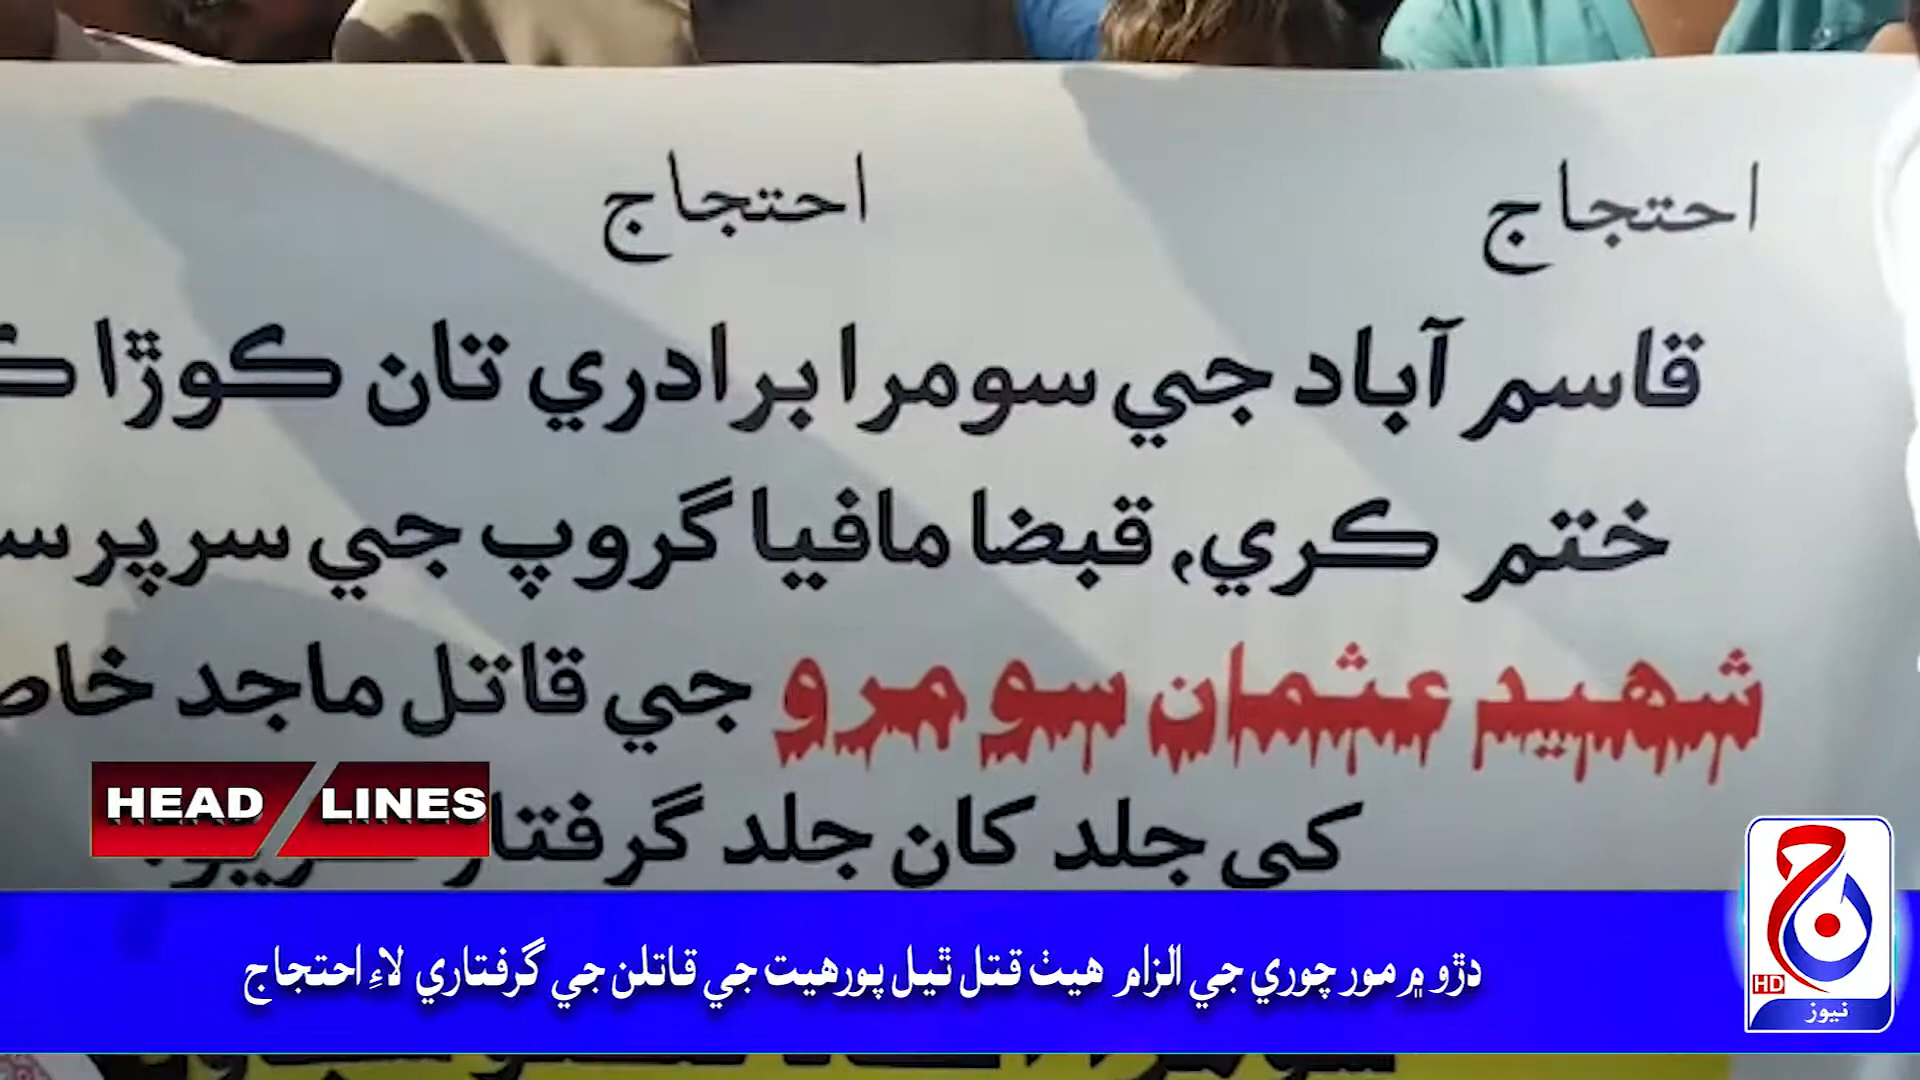 احتجاج احتجاج
قاسم آباد جي سومرا برادري تان ڪوڙا
ختم ڪري، قبضا مافيا گروپ جي
شهيد عثمان سومرو جي قاتل ماجد
کي جلد کان جلد گرفتار
HEAD LINES
دڙو ۾ مور چوري جي الزام هيٺ قتل ٿيل پورهيت جي قاتلن جي گرفتاري لاءِ احتجاج
HD
نيوز